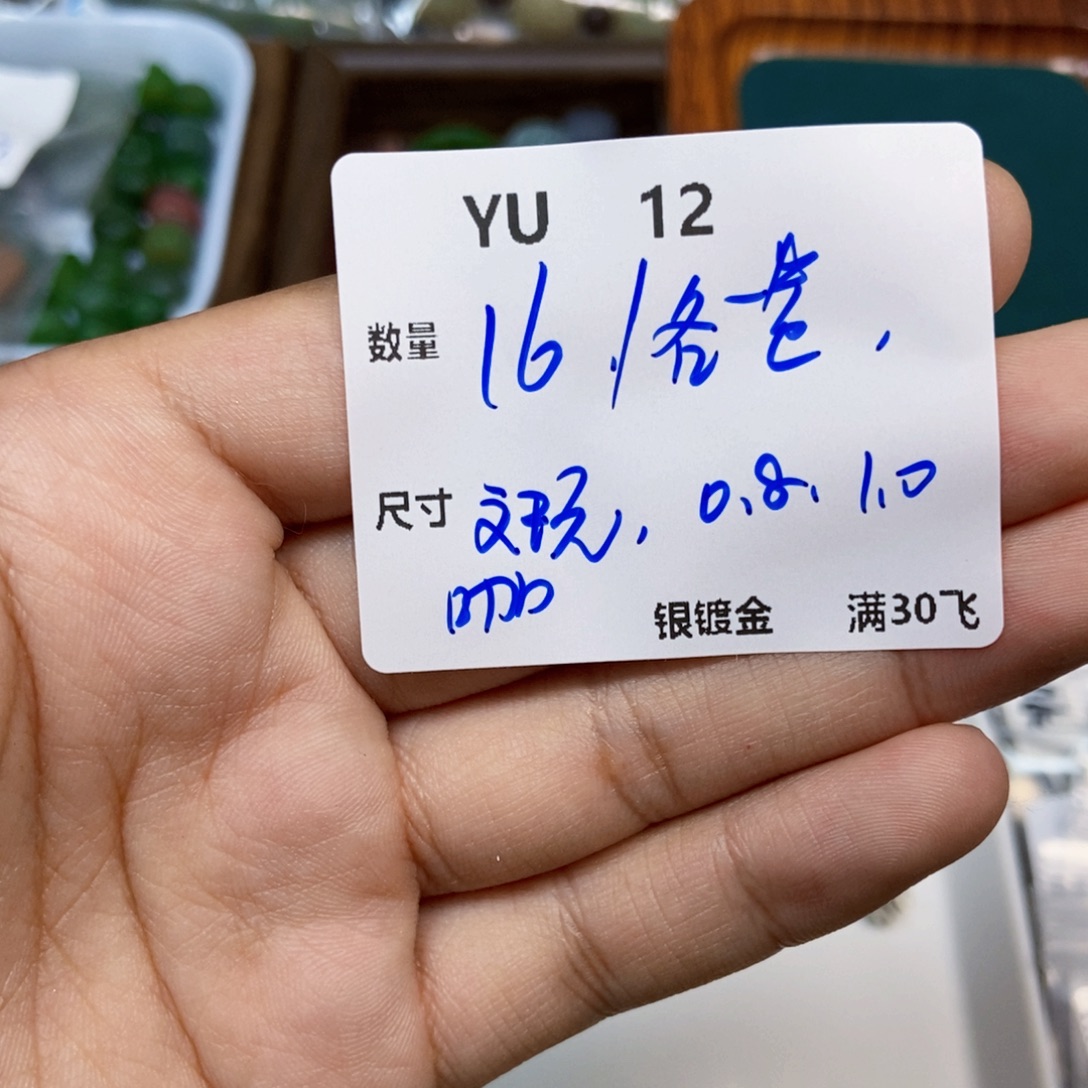 YU 12
数量 16./各色,
尺寸 文玩, 0.8、1.0
银镀金 满30飞